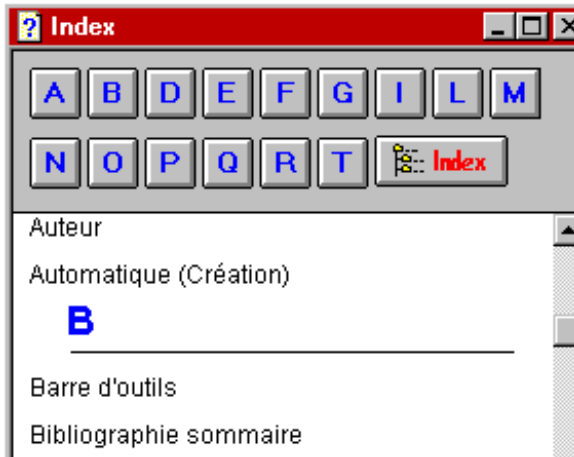 Index
A B D E F G I L M
N O P Q R T Index
Auteur
Automatique (Création)
B
Barre d'outils
Bibliographie sommaire